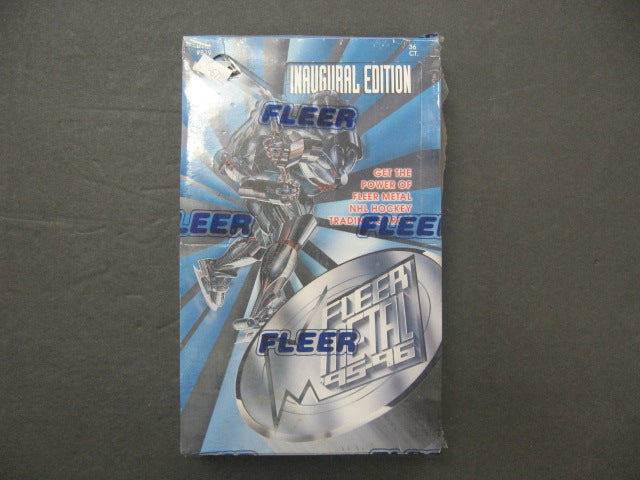 36
CT.
INAUGURAL EDITION
FLEER
GET THE
POWER OF
FLEER METAL
NHL HOCKEY
FLEER
FLEER
FLEER
METAL
95-96
FLEER